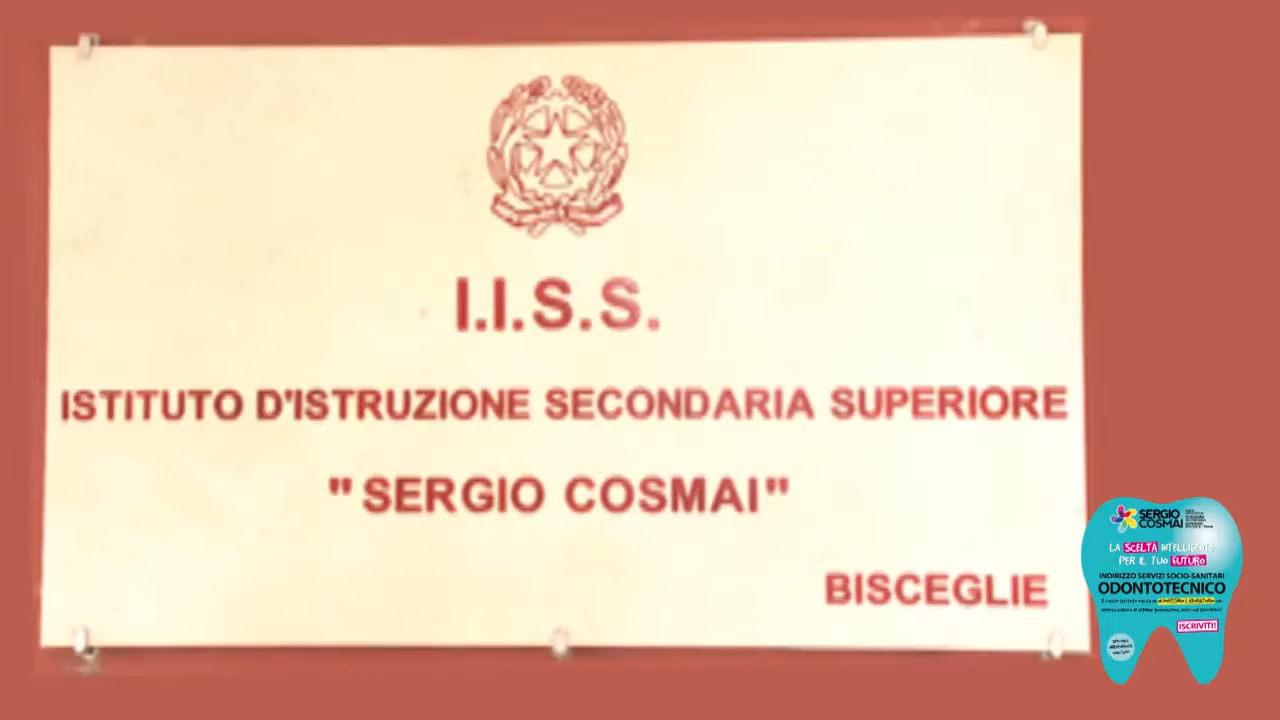 I.I.S.S.
ISTITUTO D'ISTRUZIONE SECONDARIA SUPERIORE
"SERGIO COSMAI"
BISCEGLIE
SERGIO
COSMAI
LA SCELTA INTELLIGENTE
PER IL TUO FUTURO
INDIRIZZO SERVIZI SOCIO-SANITARI
ODONTOTECNICO
ISCRIVITI!